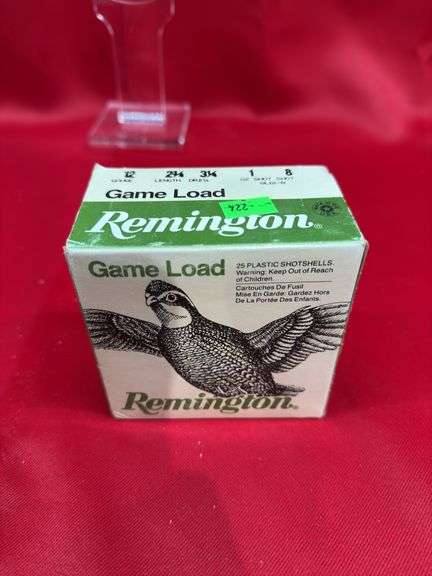 12 2¾ 3¼ 1 8
GAUGE LENGTH DRAMS OZ. SHOT SHOT
Game Load
Remington®
Game Load
25 PLASTIC SHOTSHELLS
Warning: Keep Out of Reach
of Children.
Cartouches De Fusil
Mise En Garde: Gardez Hors
de La Portée Des Enfants.
Remington®